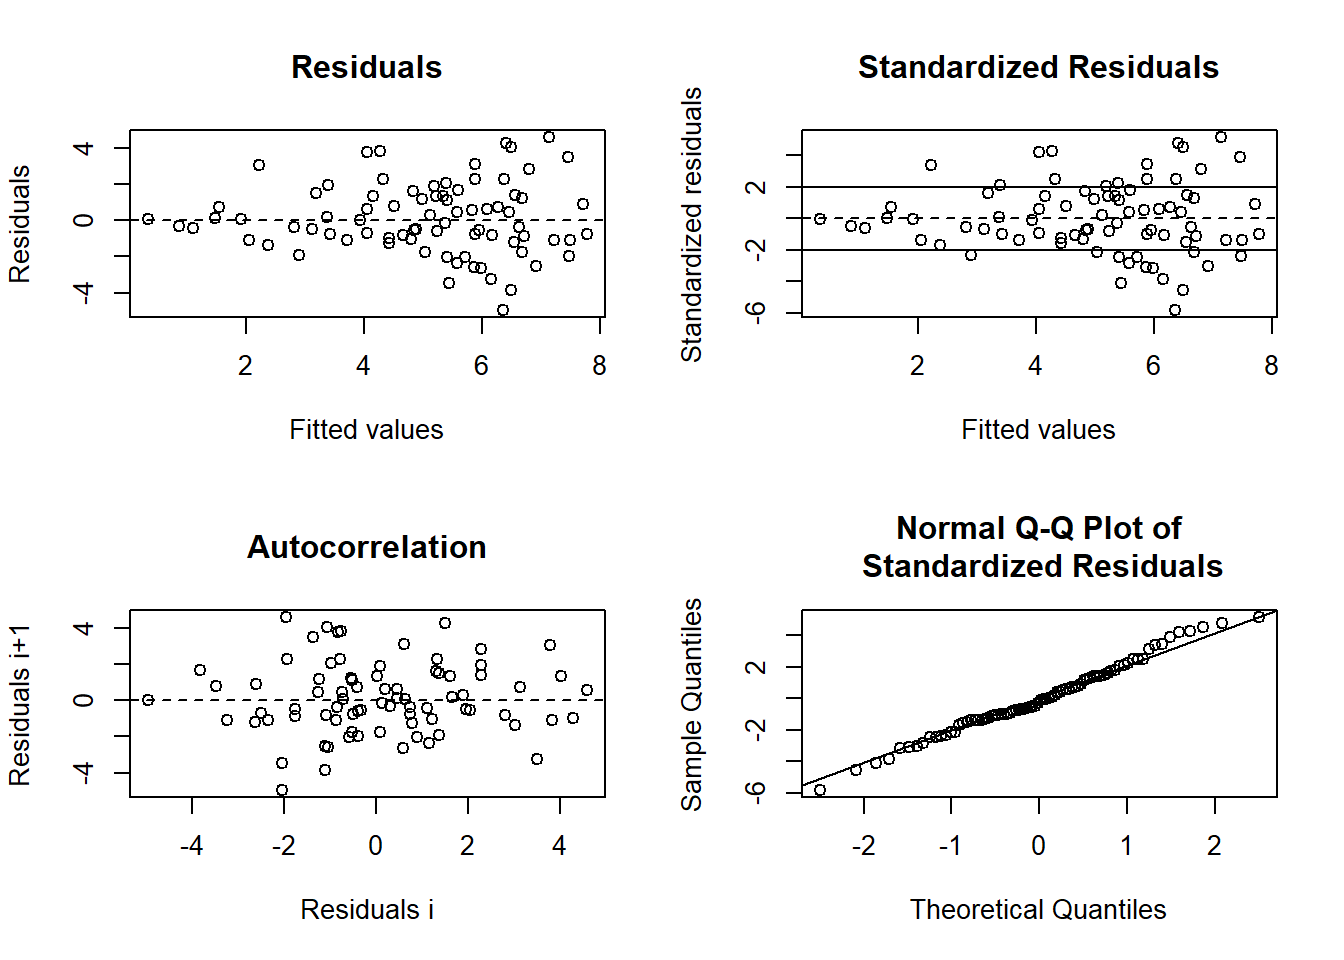 Residuals
Residuals
4
0
-4
2
4
6
8
Fitted values
Standardized Residuals
Standardized residuals
2
-2
-6
2
4
6
8
Fitted values
Autocorrelation
Residuals i+1
4
0
-4
-4
-2
0
2
4
Residuals i
Normal Q-Q Plot of
Standardized Residuals
Sample Quantiles
2
-2
-6
-2
-1
0
1
2
Theoretical Quantiles